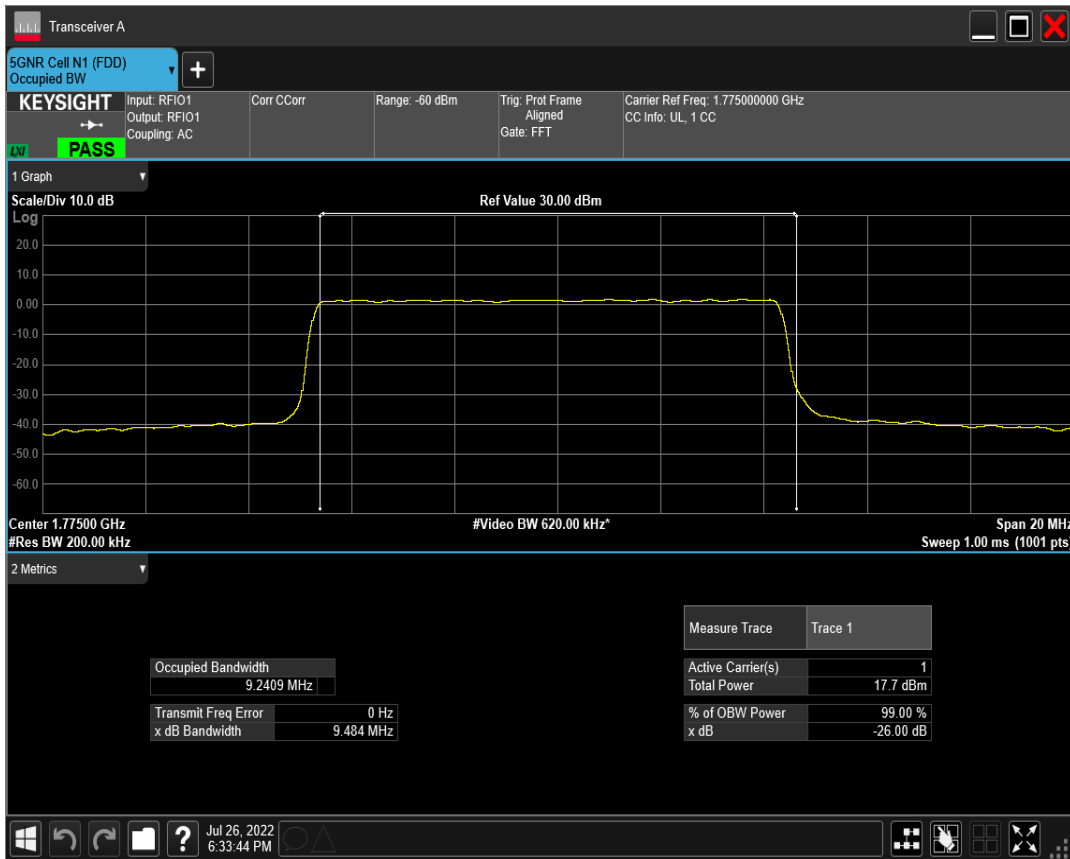 Transceiver A
5GNR Cell N1 (FDD)
Occupied BW
KEYSIGHT
LXI
PASS
Input: RFIO1
Output: RFIO1
Coupling: AC
Corr CCorr
Range: -60 dBm
Trig: Prot Frame
Aligned
Gate: FFT
Carrier Ref Freq: 1.775000000 GHz
CC Info: UL, 1 CC
1 Graph
Scale/Div 10.0 dB
Ref Value 30.00 dBm
Log
20.0
10.0
0.00
-10.0
-20.0
-30.0
-40.0
-50.0
-60.0
Center 1.77500 GHz
#Video BW 620.00 kHz*
Span 20 MHz
#Res BW 200.00 kHz
Sweep 1.00 ms (1001 pts)
2 Metrics
Measure Trace Trace 1
Occupied Bandwidth
9.2409 MHz
Active Carrier(s) 1
Total Power 17.7 dBm
Transmit Freq Error 0 Hz
x dB Bandwidth 9.484 MHz
% of OBW Power 99.00 %
x dB -26.00 dB
?
Jul 26, 2022
6:33:44 PM